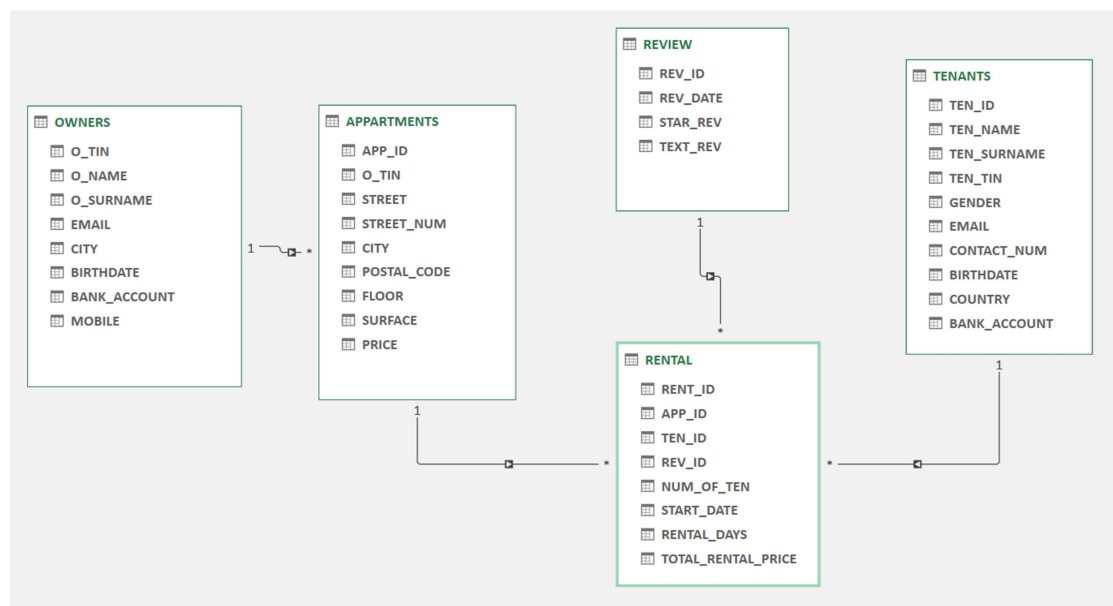 OWNERS
O_TIN
O_NAME
O_SURNAME
EMAIL
CITY
BIRTHDATE
BANK_ACCOUNT
MOBILE
1
*
APPARTMENTS
APP_ID
O_TIN
STREET
STREET_NUM
CITY
POSTAL_CODE
FLOOR
SURFACE
PRICE
1
*
REVIEW
REV_ID
REV_DATE
STAR_REV
TEXT_REV
1
*
TENANTS
TEN_ID
TEN_NAME
TEN_SURNAME
TEN_TIN
GENDER
EMAIL
CONTACT_NUM
BIRTHDATE
COUNTRY
BANK_ACCOUNT
1
*
RENTAL
RENT_ID
APP_ID
TEN_ID
REV_ID
NUM_OF_TEN
START_DATE
RENTAL_DAYS
TOTAL_RENTAL_PRICE